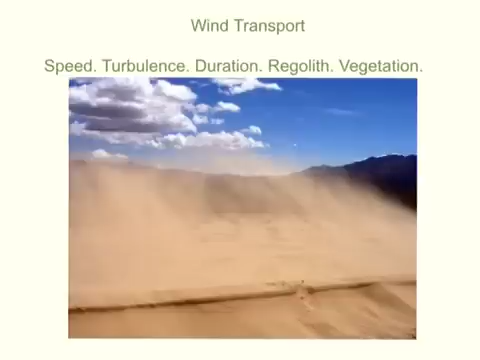 Wind Transport
Speed. Turbulence. Duration. Regolith. Vegetation.